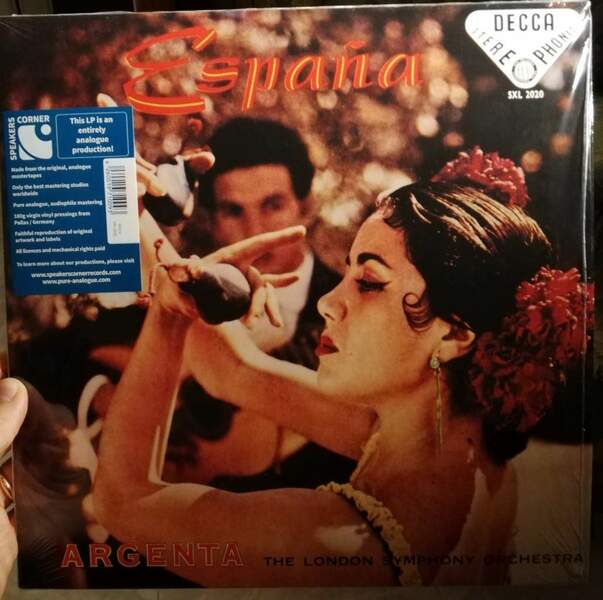 España
DECCA
STEREOPHONIC
SXL 2020
SPEAKERS
CORNER
This LP is an
entirely
analogue
production!
Made from the original, analogue
mastertapes
Only the best mastering studios
worldwide
Pure analogue, audiophile mastering
180g virgin vinyl pressings from
Pallas / Germany
Faithful reproduction of original
artwork and labels
All licences and mechanical rights paid
To learn more about our productions, please visit
www.speakerscornerrecords.com
www.pure-analogue.com
ARGENTA THE LONDON SYMPHONY ORCHESTRA